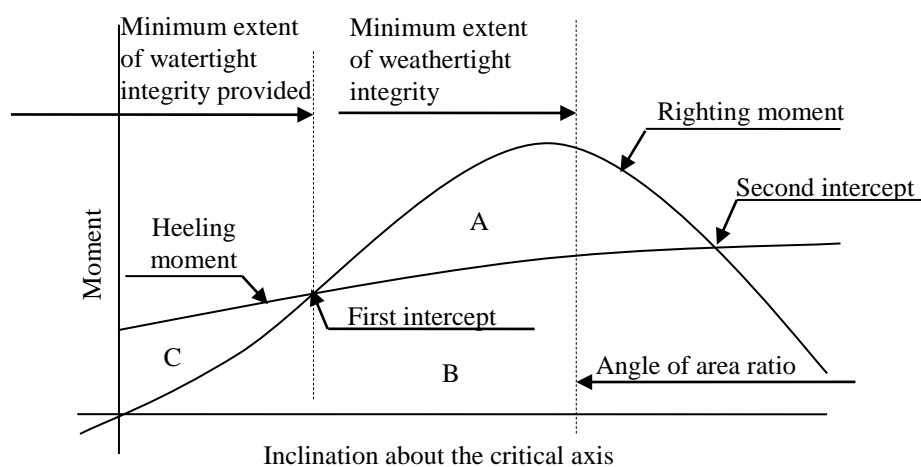 Minimum extent
of watertight
integrity provided
Minimum extent
of weathertight
integrity
Righting moment
Second intercept
Heeling
moment
A
Moment
First intercept
C
B
Angle of area ratio
Inclination about the critical axis